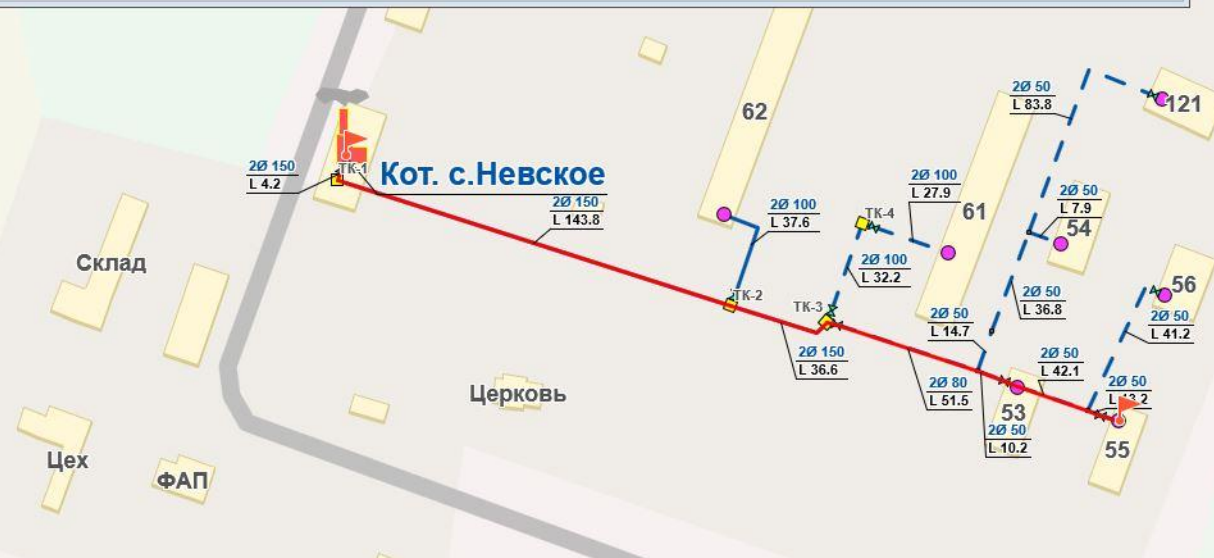 62
2Ø 50
L 83.8
121
2Ø 150
L 4.2
ТК-1
Кот. с.Невское
2Ø 150
L 143.8
2Ø 100
L 37.6
ТК-4
2Ø 100
L 27.9
61
2Ø 50
L 7.9
54
Склад
2Ø 100
L 32.2
56
ТК-2
ТК-3
2Ø 50
L 14.7
2Ø 50
L 36.8
2Ø 50
L 41.2
2Ø 150
L 36.6
2Ø 80
L 51.5
2Ø 50
L 42.1
2Ø 50
L 13.2
Церковь
53
2Ø 50
L 10.2
55
Цех
ФАП